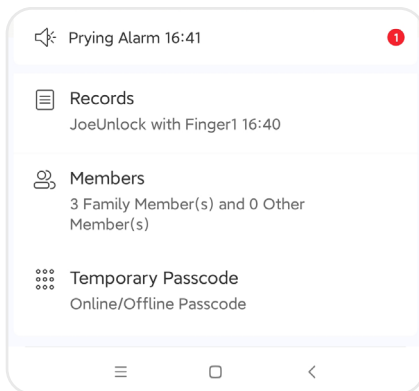 Prying Alarm 16:41
1
Records
JoeUnlock with Finger1 16:40
Members
3 Family Member(s) and 0 Other
Member(s)
Temporary Passcode
Online/Offline Passcode